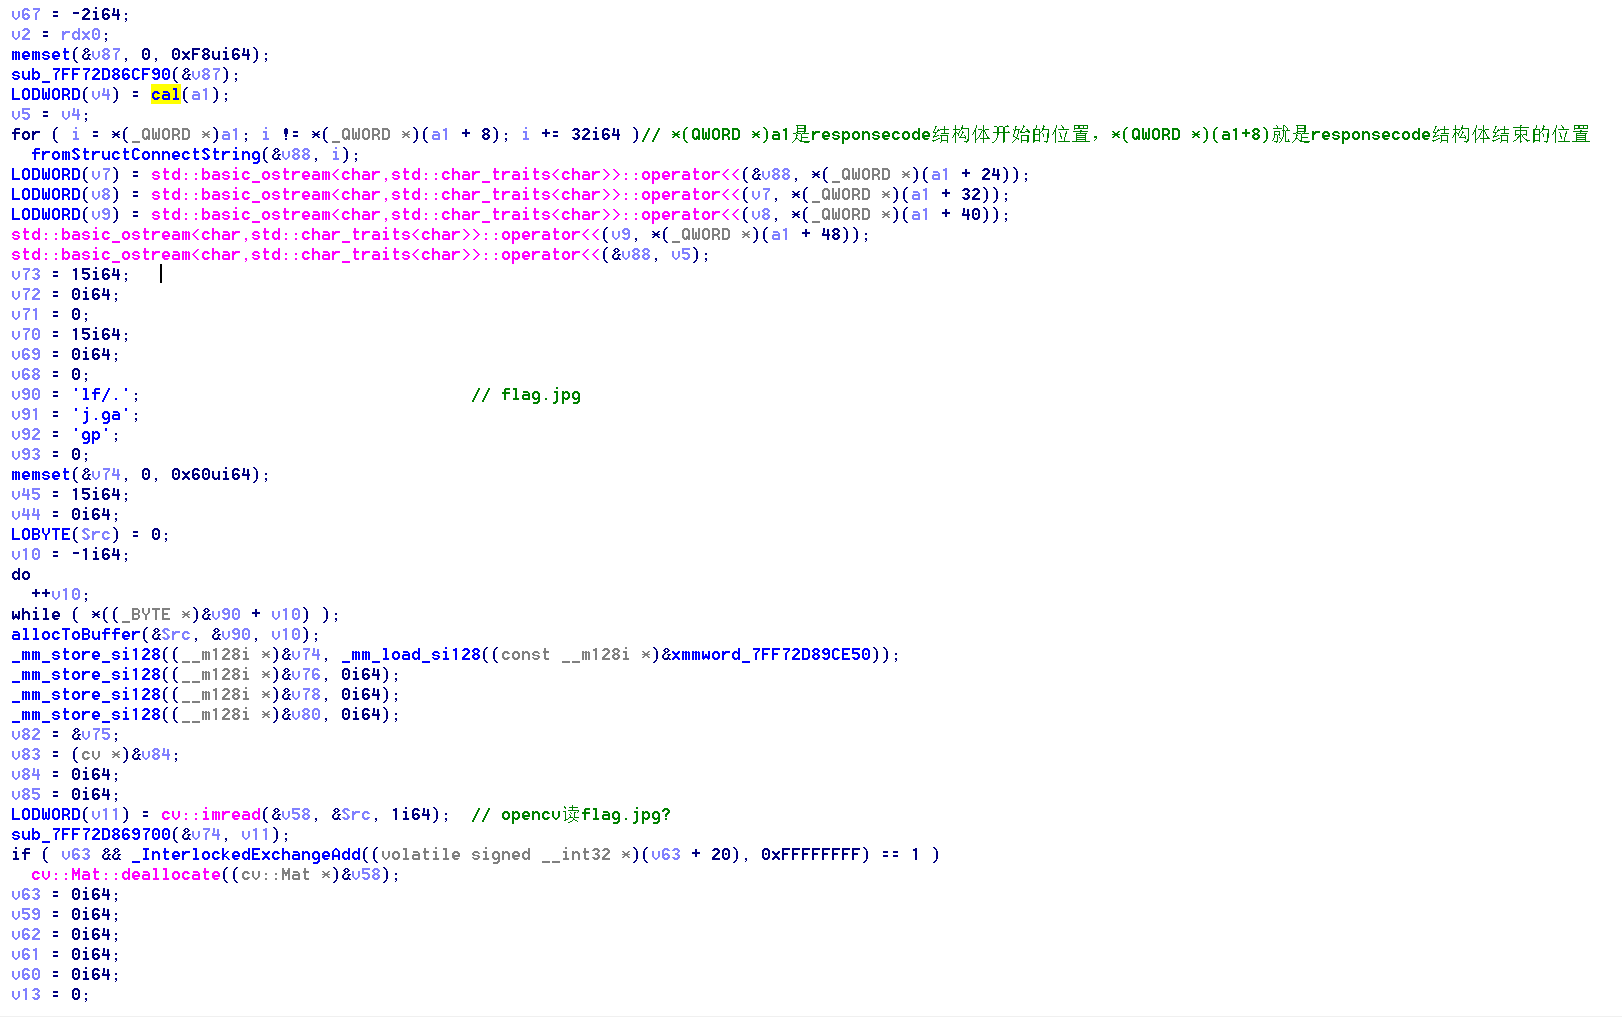 v67 = -2i64;
v2 = rdx0;
memset(&v87, 0, 0xF8ui64);
sub_7FF72D86CF90(&v87);
LODWORD(v4) = cal(a1);
v5 = v4;
for ( i = *(_QWORD *)a1; i != *(_QWORD *)(a1 + 8); i += 32i64 )// *(QWORD *)a1是responsecode结构体开始的位置，*(QWORD *)(a1+8)就是responsecode结构体结束的位置
  fromStructConnectString(&v88, i);
LODWORD(v7) = std::basic_ostream<char,std::char_traits<char>>::operator<<(&v88, *(_QWORD *)(a1 + 24));
LODWORD(v8) = std::basic_ostream<char,std::char_traits<char>>::operator<<(v7, *(_QWORD *)(a1 + 32));
LODWORD(v9) = std::basic_ostream<char,std::char_traits<char>>::operator<<(v8, *(_QWORD *)(a1 + 40));
std::basic_ostream<char,std::char_traits<char>>::operator<<(v9, *(_QWORD *)(a1 + 48));
std::basic_ostream<char,std::char_traits<char>>::operator<<(&v88, v5);
v73 = 15i64;
v72 = 0i64;
v71 = 0;
v70 = 15i64;
v69 = 0i64;
v68 = 0;
v90 = 'lf/.'; // flag.jpg
v91 = 'j.ga';
v92 = 'gp';
v93 = 0;
memset(&v74, 0, 0x60ui64);
v45 = 15i64;
v44 = 0i64;
LOBYTE(Src) = 0;
v10 = -1i64;
do
  ++v10;
while ( *((_BYTE *)&v90 + v10) );
allocToBuffer(&Src, &v90, v10);
_mm_store_si128((__m128i *)&v74, _mm_load_si128((const __m128i *)&xmmword_7FF72D89CE50));
_mm_store_si128((__m128i *)&v76, 0i64);
_mm_store_si128((__m128i *)&v78, 0i64);
_mm_store_si128((__m128i *)&v80, 0i64);
v82 = &v75;
v83 = (cv *)&v84;
v84 = 0i64;
v85 = 0i64;
LODWORD(v11) = cv::imread(&v58, &Src, 1i64); // opencv读flag.jpg?
sub_7FF72D869700(&v74, v11);
if ( v63 && _InterlockedExchangeAdd((volatile signed __int32 *)(v63 + 20), 0xFFFFFFFF) == 1 )
  cv::Mat::deallocate((cv::Mat *)&v58);
v63 = 0i64;
v59 = 0i64;
v62 = 0i64;
v61 = 0i64;
v60 = 0i64;
v13 = 0;